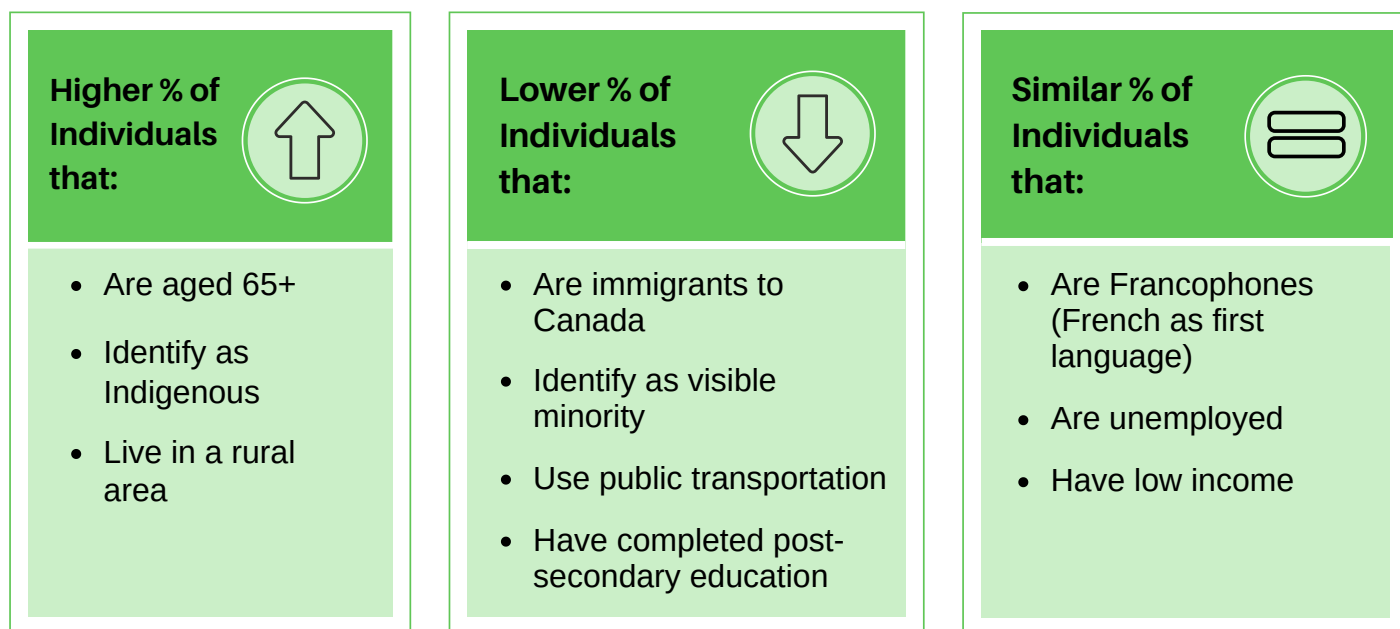 Higher % of
Individuals
that:
• Are aged 65+
• Identify as
Indigenous
• Live in a rural
area
Lower % of
Individuals
that:
• Are immigrants to
Canada
• Identify as visible
minority
• Use public transportation
• Have completed post-
secondary education
Similar % of
Individuals
that:
• Are Francophones
(French as first
language)
• Are unemployed
• Have low income